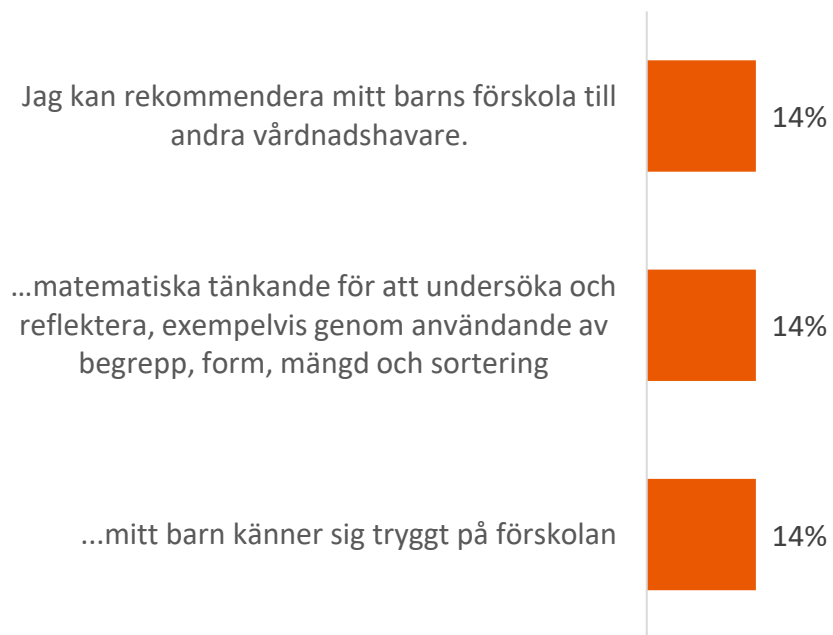 Jag kan rekommendera mitt barns förskola till
andra vårdnadshavare.
14%
...matematiska tänkande för att undersöka och
reflektera, exempelvis genom användande av
begrepp, form, mängd och sortering
14%
...mitt barn känner sig tryggt på förskolan
14%